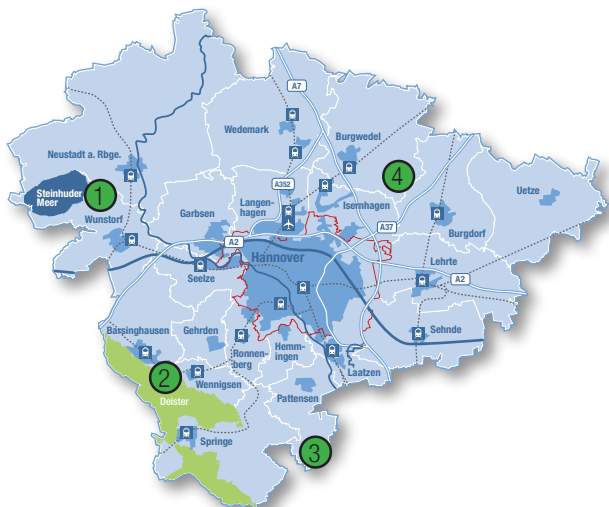 A7
Wedemark
Burgwedel
Neustadt a. Rbge.
4
A352
Steinhuder
Meer
1
Uetze
Langen-
hagen
Isernhagen
Wunstorf
Garbsen
A37
Burgdorf
A2
Hannover
Lehrte
Seelze
A2
Barsinghausen
Gehrden
Sehnde
Ronnen-
berg
Hemm-
ingen
Laatzen
2
Wennigsen
Deister
Pattensen
Springe
3